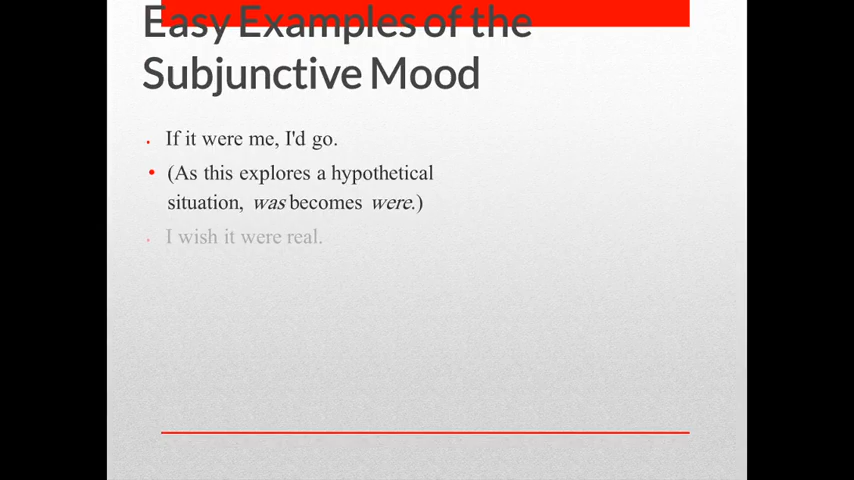 Easy Examples of the
Subjunctive Mood
If it were me, I'd go.
(As this explores a hypothetical
situation, was becomes were.)
I wish it were real.